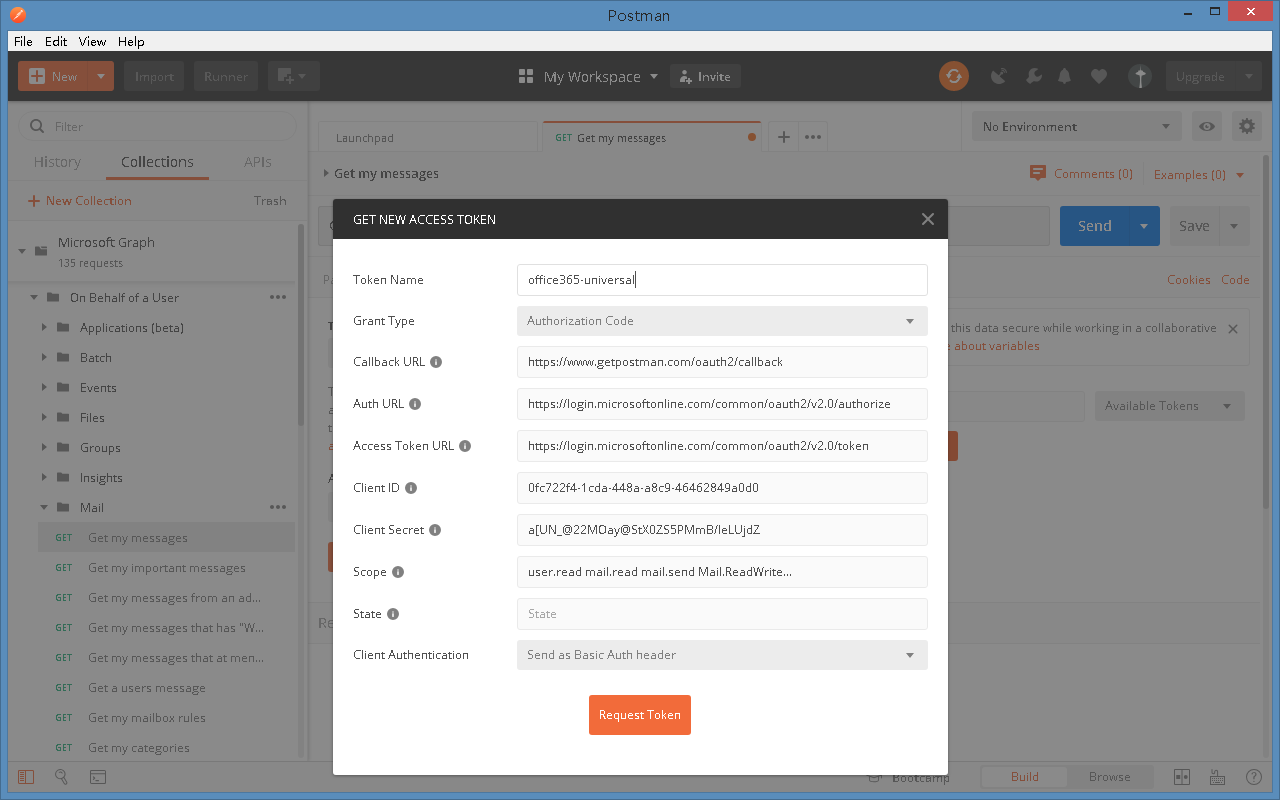 Postman
File Edit View Help
New Import Runner My Workspace Invite Upgrade
Filter
History Collections APIs
New Collection Trash
Microsoft Graph
135 requests
On Behalf of a User
Applications (beta)
Batch
Events
Files
Groups
Insights
Mail
GET Get my messages
GET Get my important messages
GET Get my messages from an ad...
GET Get my messages that has "W...
GET Get my messages that at men...
GET Get a users message
GET Get my mailbox rules
GET Get my categories
Launchpad GET Get my messages No Environment
Get my messages Comments (0) Examples (0)
Send Save
Cookies Code
this data secure while working in a collaborative
about variables
Available Tokens
GET NEW ACCESS TOKEN
Token Name office365-universal
Grant Type Authorization Code
Callback URL https://www.getpostman.com/oauth2/callback
Auth URL https://login.microsoftonline.com/common/oauth2/v2.0/authorize
Access Token URL https://login.microsoftonline.com/common/oauth2/v2.0/token
Client ID 0fc722f4-1cda-448a-a8c9-46462849a0d0
Client Secret a[UN_@22MOay@StX0ZS5PMmB/IeLUjdZ
Scope user.read mail.read mail.send Mail.ReadWrite...
State State
Client Authentication Send as Basic Auth header
Request Token
Bootcamp Build Browse